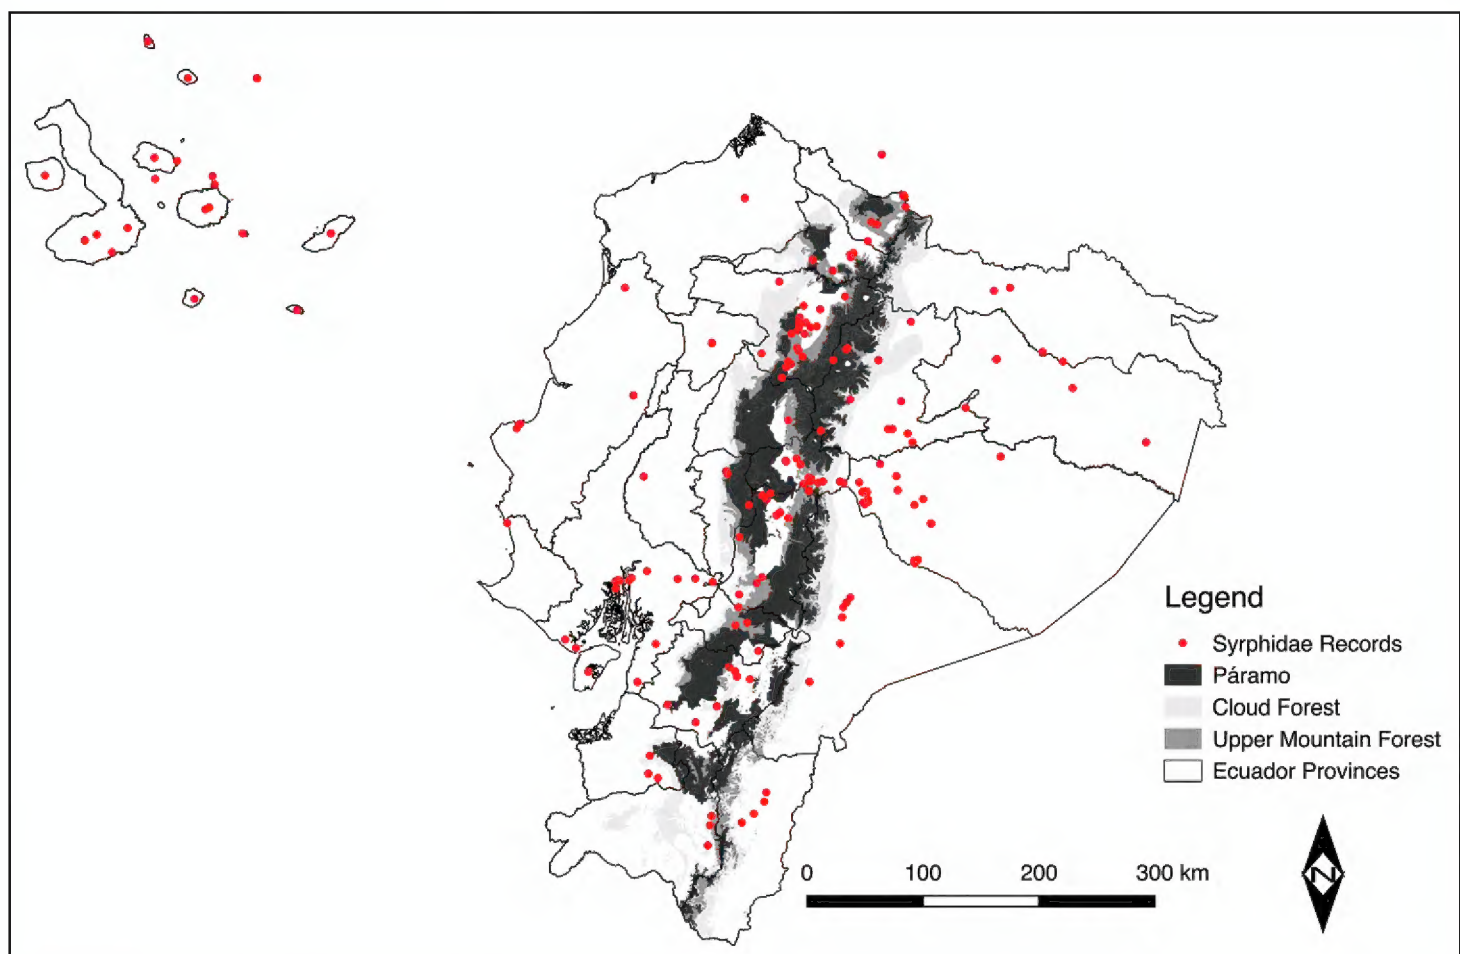 Legend
Syrphidae Records
Páramo
Cloud Forest
Upper Mountain Forest
Ecuador Provinces
0 100 200 300 km
N